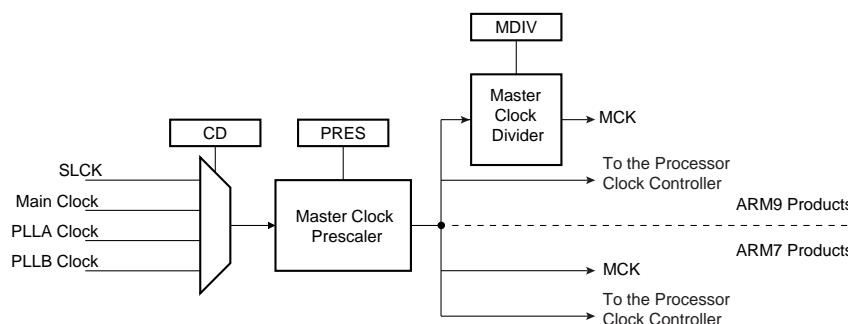 MDIV
Master
Clock
Divider
MCK
CD
PRES
To the Processor
Clock Controller
SLCK
Main Clock
PLLA Clock
PLLB Clock
Master Clock
Prescaler
ARM9 Products
ARM7 Products
MCK
To the Processor
Clock Controller